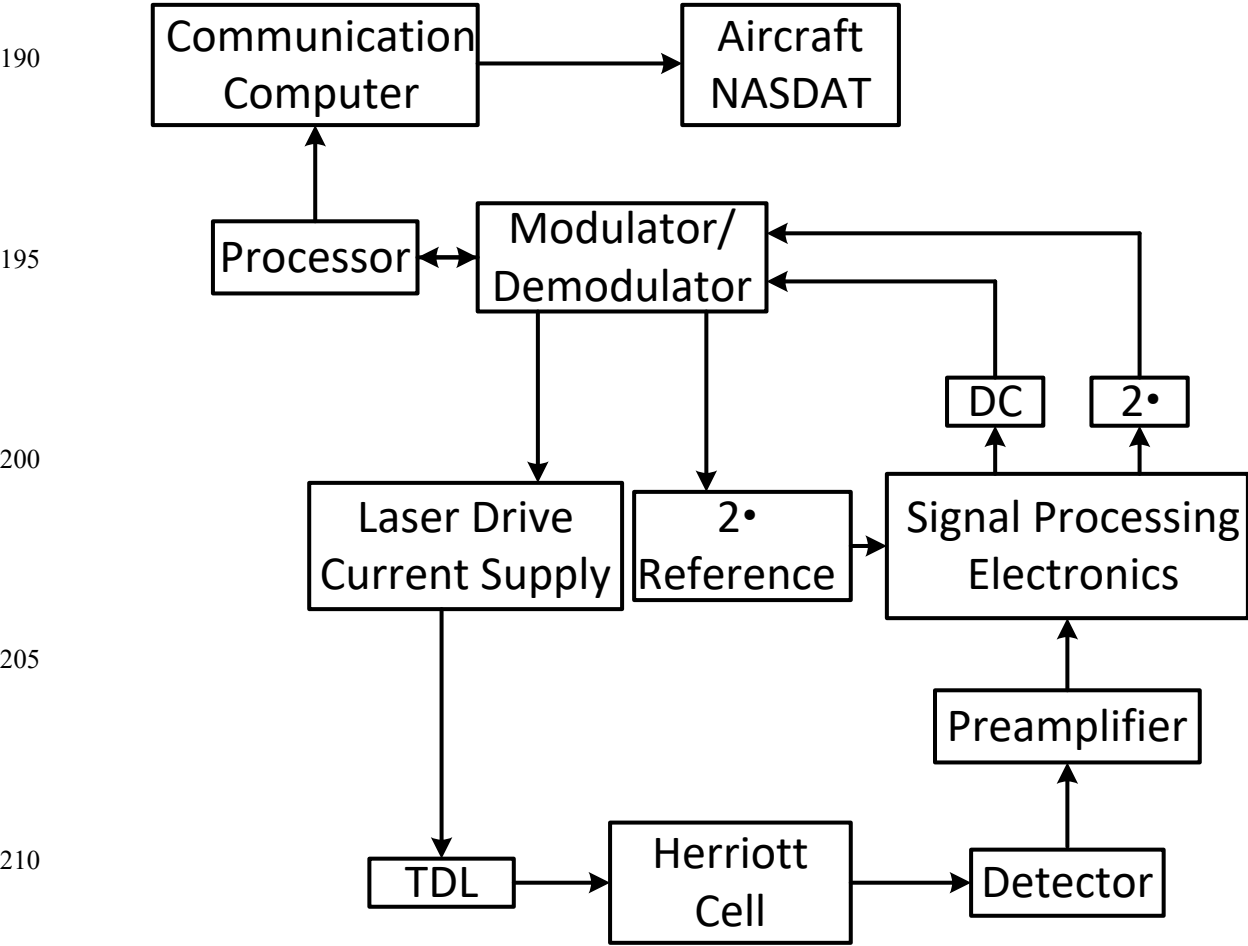 190
Communication
Computer
Aircraft
NASDAT
195
Processor
Modulator/
Demodulator
DC
2•
200
Laser Drive
Current Supply
2•
Reference
Signal Processing
Electronics
205
Preamplifier
210
TDL
Herriott
Cell
Detector